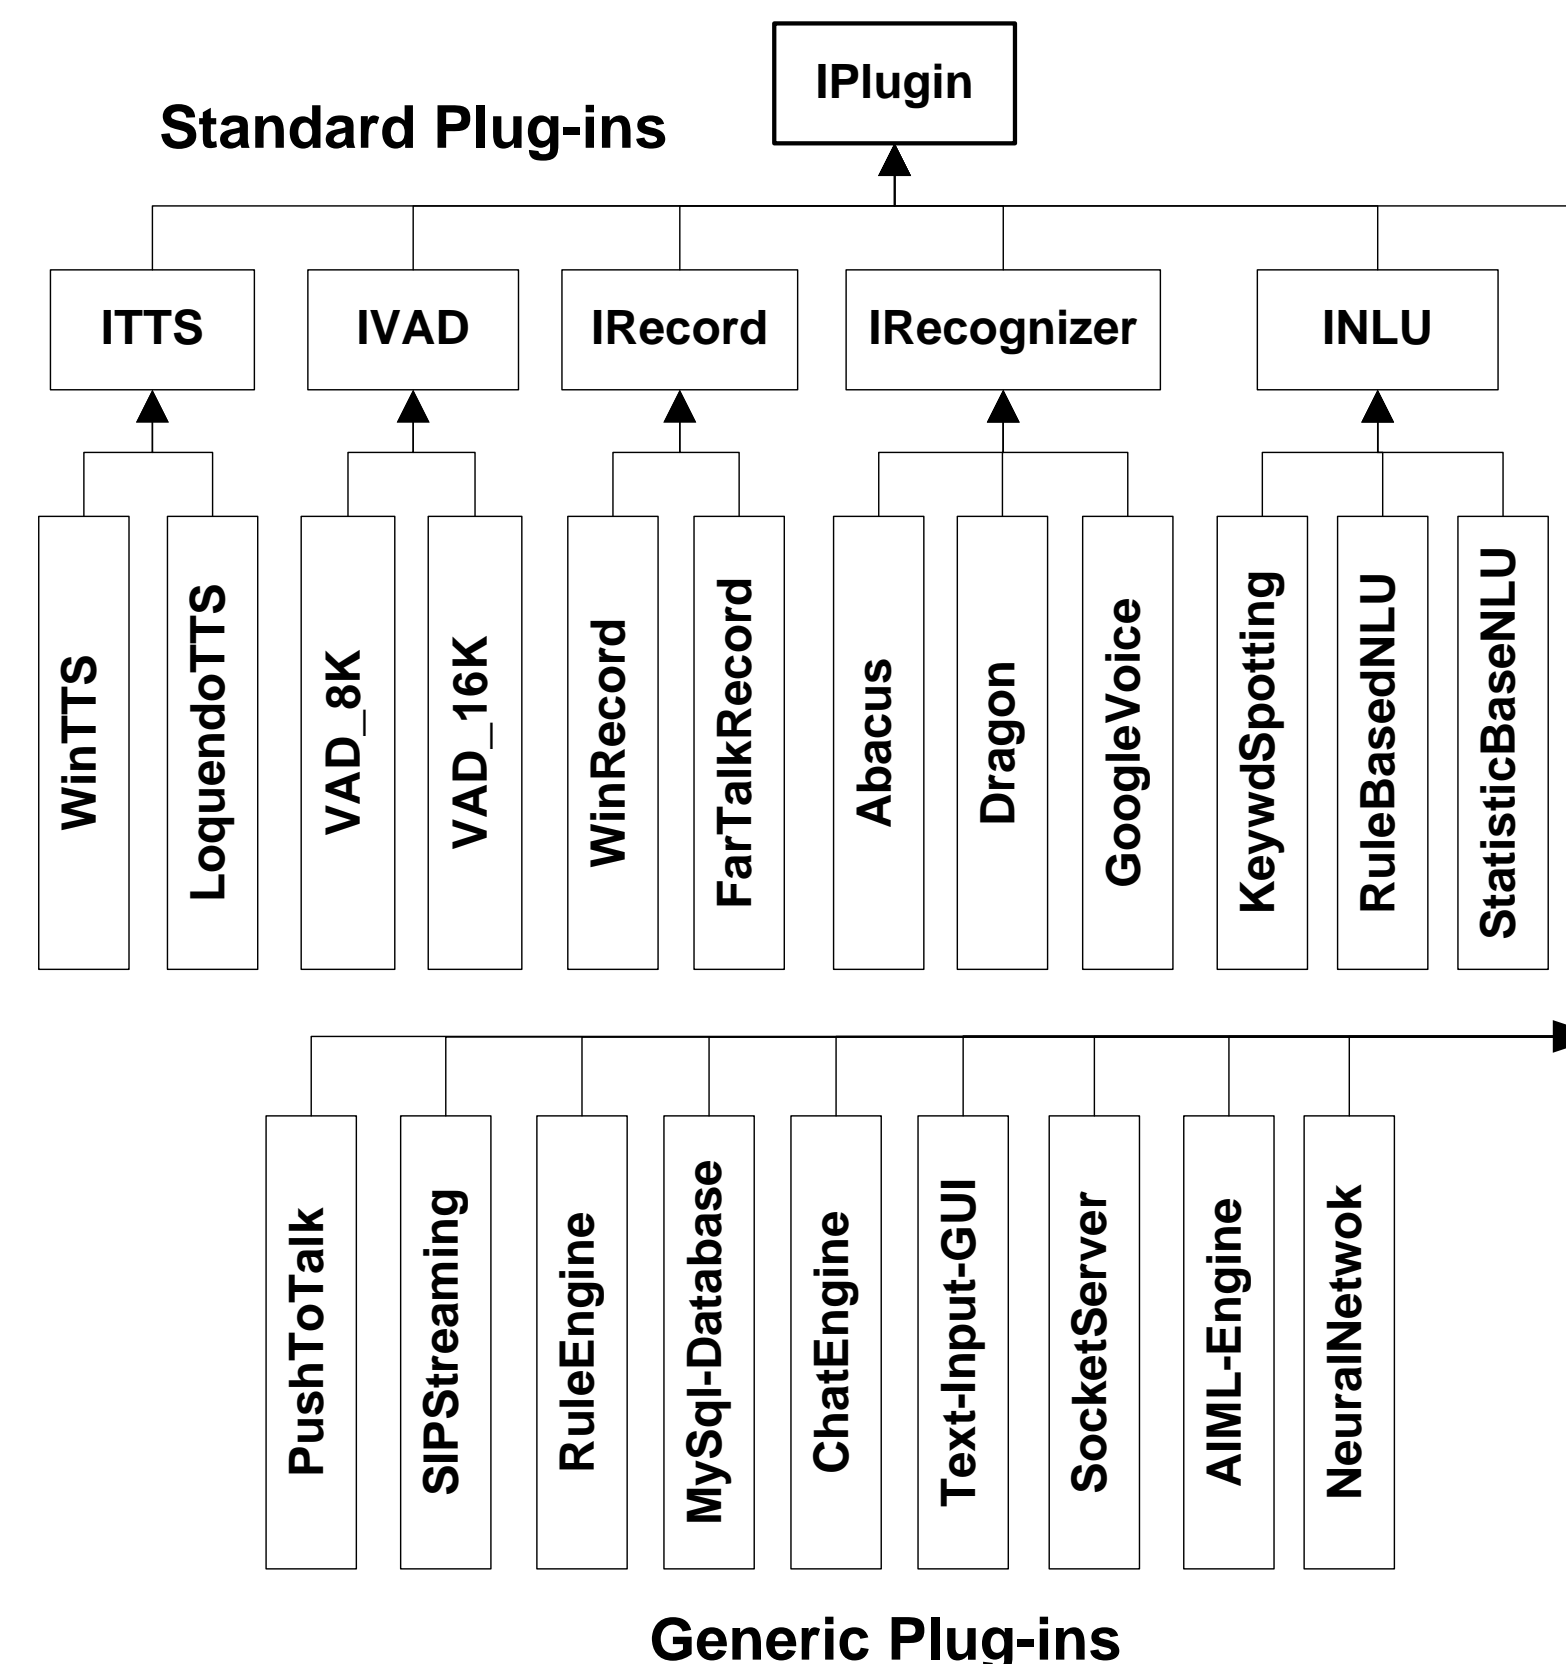 IPlugin
Standard Plug-ins
ITTS
IVAD
IRecord
IRecognizer
INLU
WinTTS
LoquendoTTS
VAD_8K
VAD_16K
WinRecord
FarTalkRecord
Abacus
Dragon
GoogleVoice
KeywdSpotting
RuleBasedNLU
StatisticBaseNLU
PushToTalk
SIPStreaming
RuleEngine
MySql-Database
ChatEngine
Text-Input-GUI
SocketServer
AIML-Engine
NeuralNetwok
Generic Plug-ins